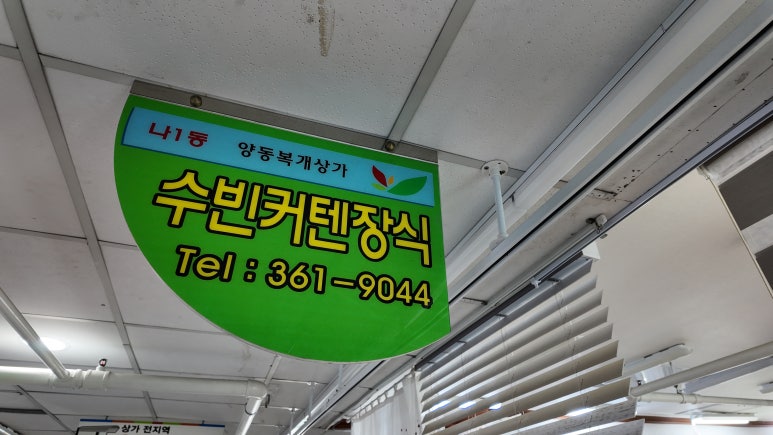 나1동 양동복개상가
수빈커텐장식
Tel : 361-9044
상가 전지역